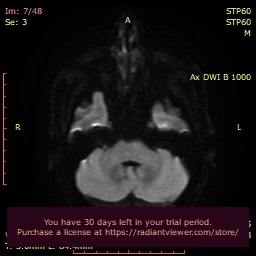 Im: 7/48
Se: 3
A
STP60
STP60
M
Ax DWI B 1000
R
L
You have 30 days left in your trial period.
Purchase a license at https://radiantviewer.com/store/